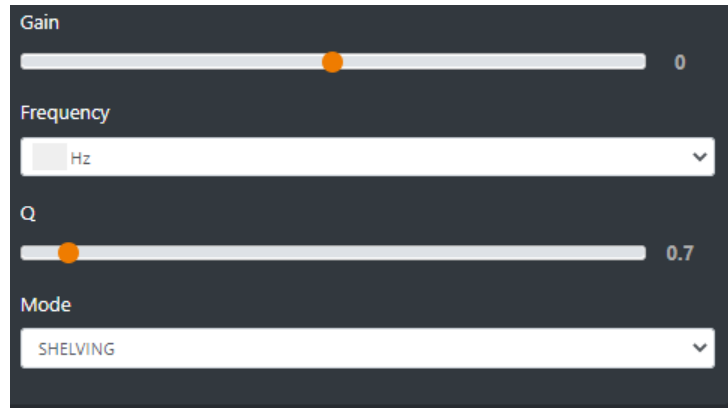 Gain
0
Frequency
Hz
Q
0.7
Mode
SHELVING